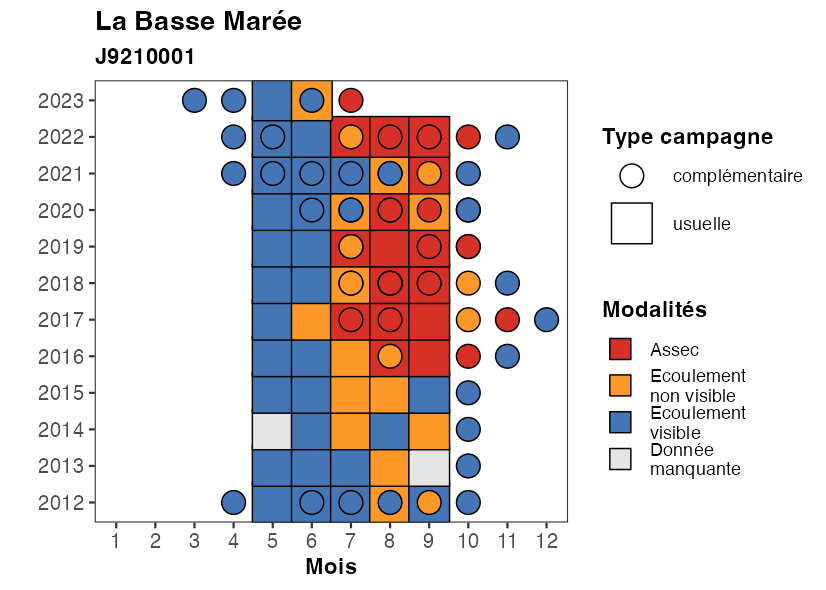 La Basse Marée
J9210001
2023
2022
2021
2020
2019
2018
2017
2016
2015
2014
2013
2012
1 2 3 4 5 6 7 8 9 10 11 12
Mois
Type campagne
complémentaire
usuelle
Modalités
Assec
Ecoulement
non visible
Ecoulement
visible
Donnée
manquante